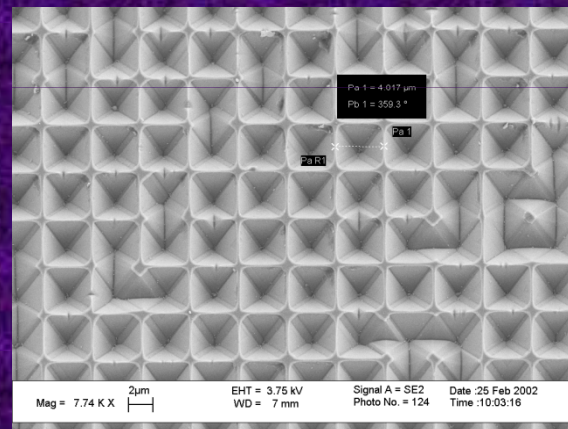 Pa 1 = 4.017 µm
Pb 1 = 359.3 °
Pa 1
Pa R1
2µm
Mag = 7.74 K X
EHT = 3.75 kV
WD = 7 mm
Signal A = SE2
Photo No. = 124
Date :25 Feb 2002
Time :10:03:16